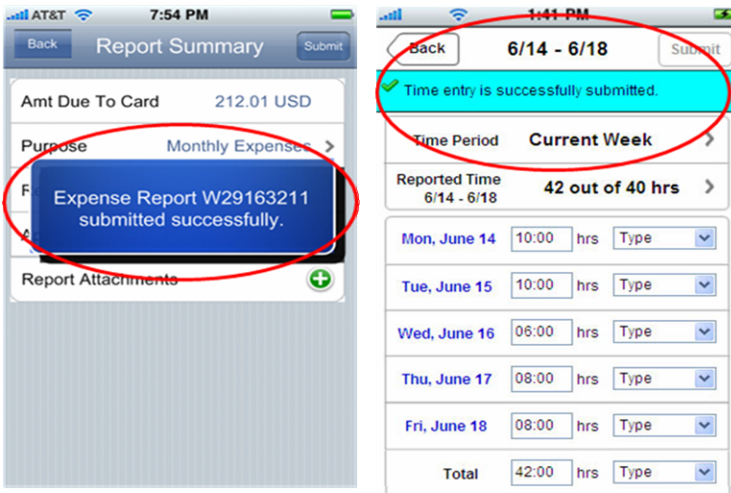 AT&T 7:54 PM
Back Report Summary Submit
Amt Due To Card 212.01 USD
Purpose Monthly Expenses
Expense Report W29163211
submitted successfully.
Report Attachments
1:41 PM
Back 6/14 - 6/18 Submit
Time entry is successfully submitted.
Time Period Current Week
Reported Time
6/14 - 6/18 42 out of 40 hrs
Mon, June 14 10:00 hrs Type
Tue, June 15 10:00 hrs Type
Wed, June 16 06:00 hrs Type
Thu, June 17 08:00 hrs Type
Fri, June 18 08:00 hrs Type
Total 42:00 hrs Type